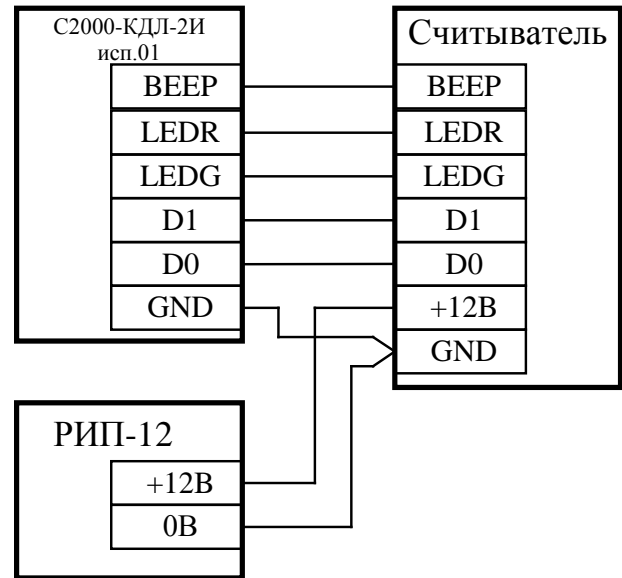 С2000-КДЛ-2И
исп.01
BEEP
LEDR
LEDG
D1
D0
GND
Считыватель
BEEP
LEDR
LEDG
D1
D0
+12В
GND
РИП-12
+12В
0В